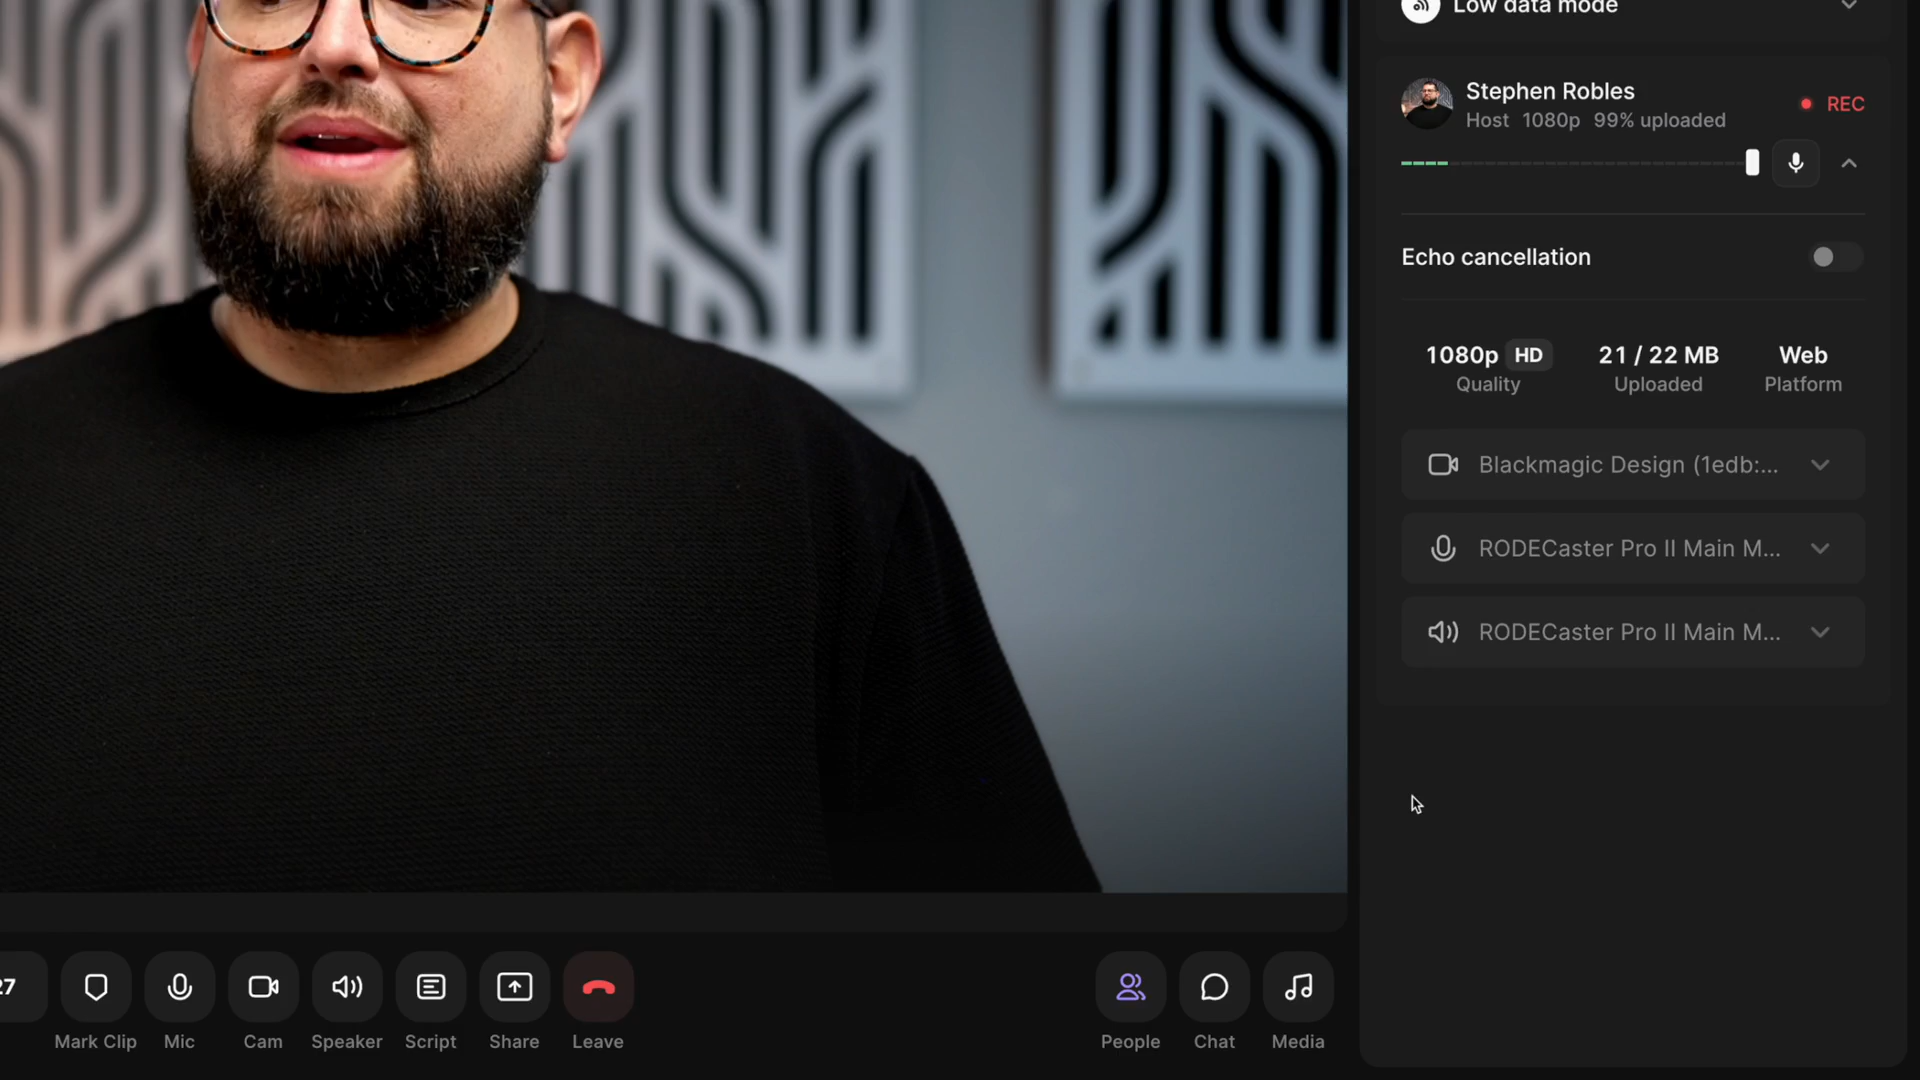 Low data mode
Stephen Robles
Host 1080p 99% uploaded
REC
Echo cancellation
1080p HD
Quality
21 / 22 MB
Uploaded
Web
Platform
Blackmagic Design (1edb:...
RODECaster Pro II Main M...
RODECaster Pro II Main M...
27
Mark Clip
Mic
Cam
Speaker
Script
Share
Leave
People
Chat
Media